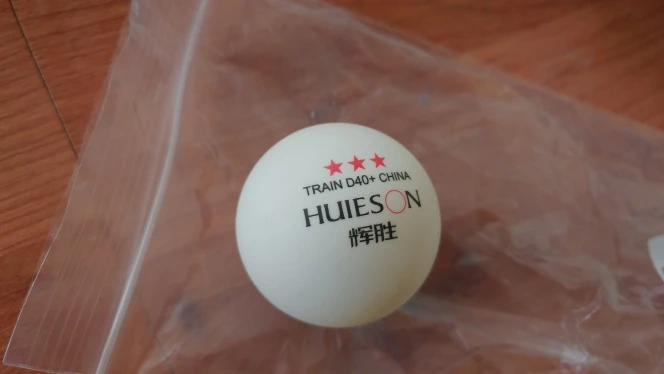 ★★★
TRAIN D40+ CHINA
HUIESON
辉胜